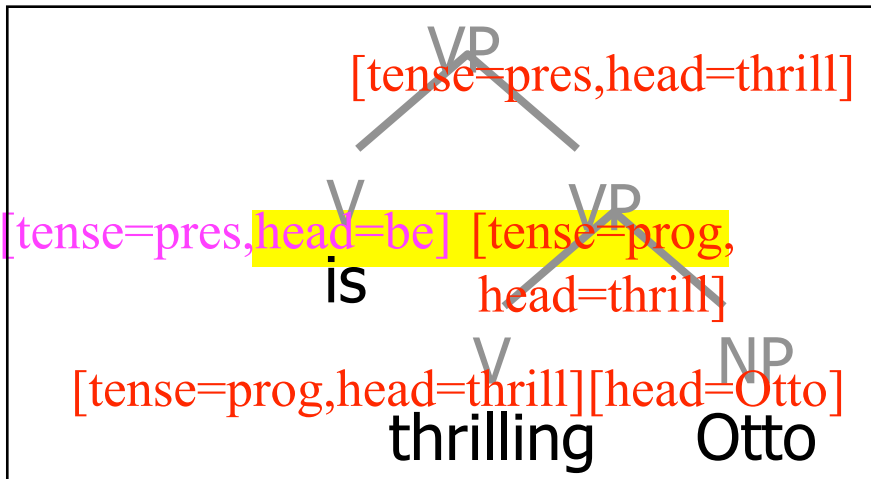 VP
[tense=pres,head=thrill]
V VP
[tense=pres,head=be] [tense=prog,
is head=thrill]
V NP
[tense=prog,head=thrill][head=Otto]
thrilling Otto